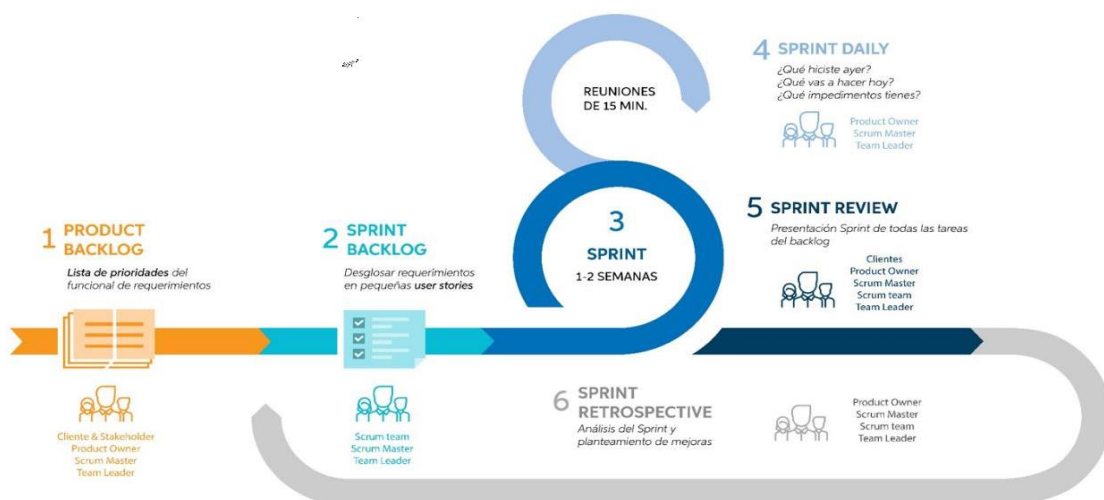 1 PRODUCT
BACKLOG
Lista de prioridades del
funcional de requerimientos
Cliente & Stakeholder
Product Owner
Scrum Master
Team Leader
2 SPRINT
BACKLOG
Desglosar requerimientos
en pequeñas user stories
Scrum team
Scrum Master
Team Leader
3
SPRINT
1-2 SEMANAS
REUNIONES
DE 15 MIN.
4 SPRINT DAILY
¿Qué hiciste ayer?
¿Qué vas a hacer hoy?
¿Qué impedimentos tienes?
Product Owner
Scrum Master
Team Leader
5 SPRINT REVIEW
Presentación Sprint de todas las tareas
del backlog
Clientes
Product Owner
Scrum Master
Scrum team
Team Leader
6 SPRINT
RETROSPECTIVE
Análisis del Sprint y
planteamiento de mejoras
Product Owner
Scrum Master
Scrum team
Team Leader